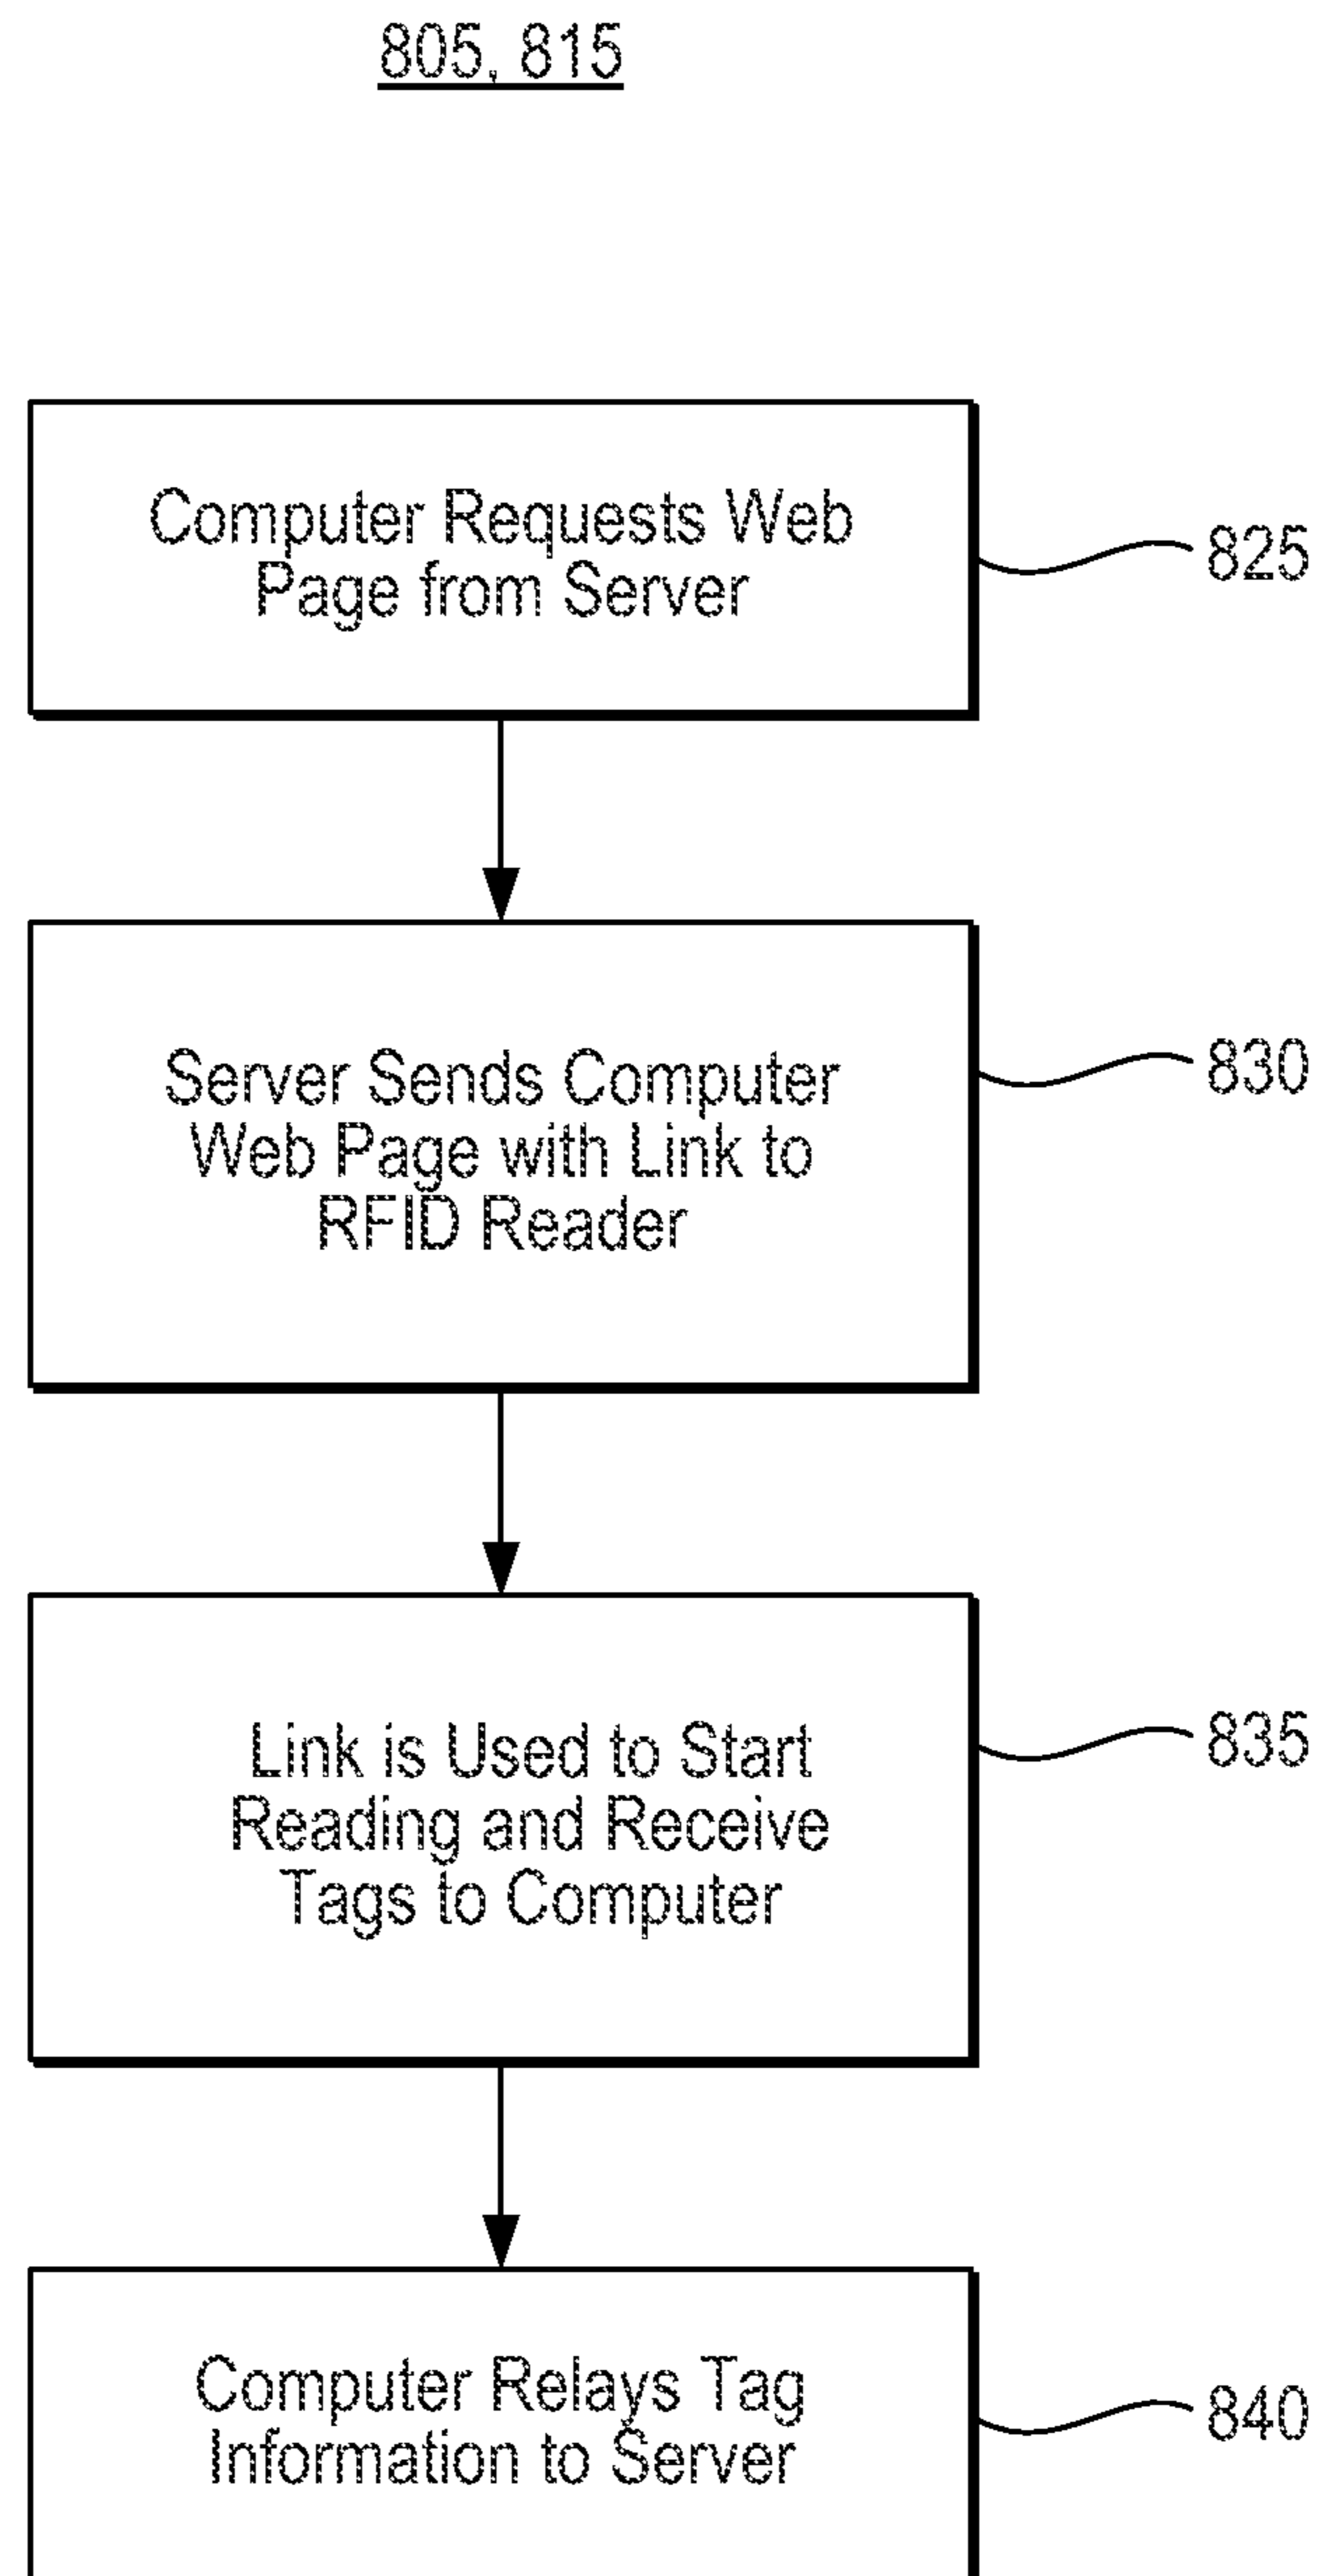 805, 815
Computer Requests Web
Page from Server
825
Server Sends Computer
Web Page with Link to
RFID Reader
830
Link is Used to Start
Reading and Receive
Tags to Computer
835
Computer Relays Tag
Information to Server
840